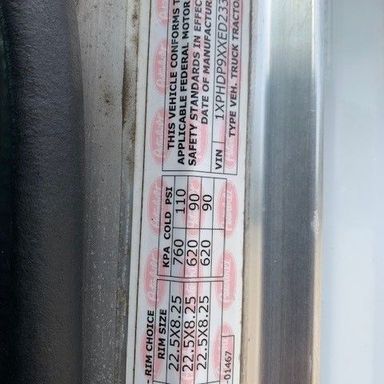 THIS VEHICLE CONFORMS T
APPLICABLE FEDERAL MOTOR
SAFETY STANDARDS IN EFFEC
DATE OF MANUFACTUR
VIN 1XPHDP9XXED233
TYPE VEH. TRUCK TRACTO
RIM CHOICE
RIM SIZE KPA COLD PSI
22.5X8.25 760 110
22.5X8.25 620 90
22.5X8.25 620 90
-01467